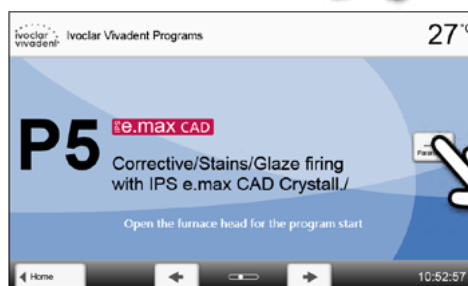 ivoclar
vivadent
Ivoclar Vivadent Programs
27°
P5
IPS e.max CAD
Corrective/Stains/Glaze firing
with IPS e.max CAD Crystall./
Open the furnace head for the program start
Home
10:52:57